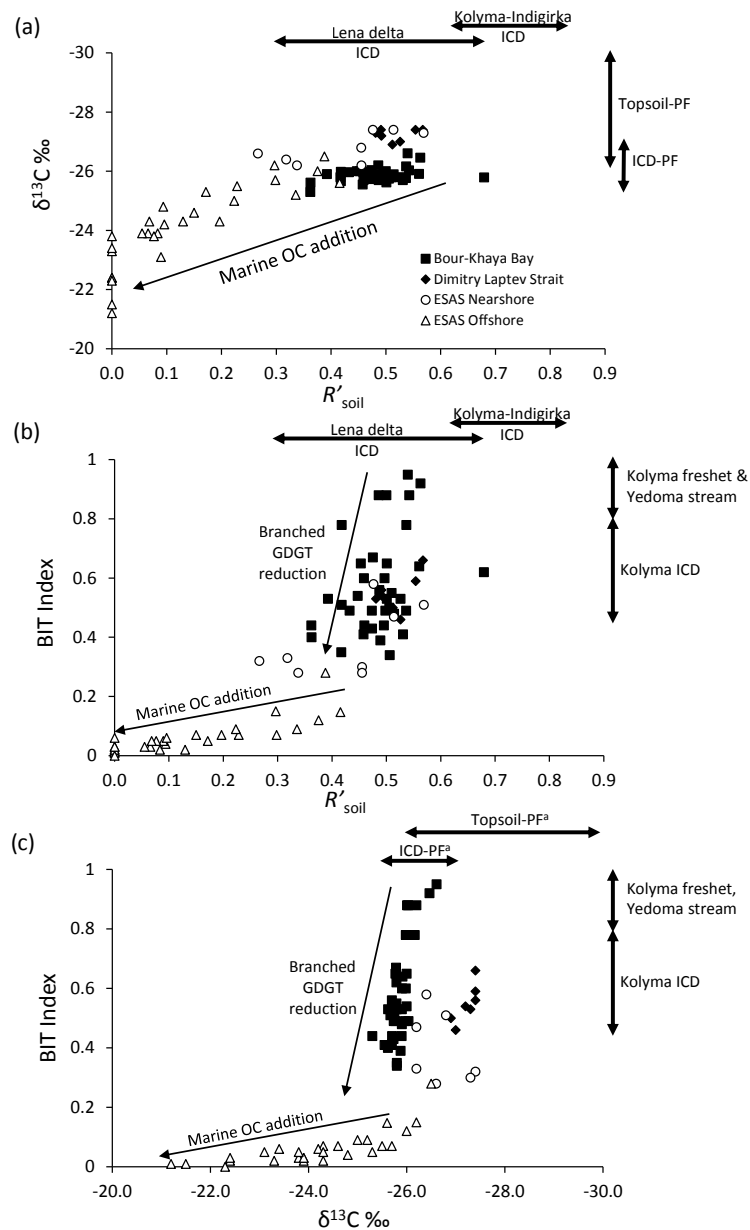 (a)
Kolyma-Indigirka
ICD
Lena delta
ICD
-30
-28
-26
-24
-22
-20
δ13C ‰
Topsoil-PF
ICD-PF
Marine OC addition
Bour-Khaya Bay
Dimitry Laptev Strait
ESAS Nearshore
ESAS Offshore
0.0 0.1 0.2 0.3 0.4 0.5 0.6 0.7 0.8 0.9
R'soil
(b)
Kolyma-Indigirka
ICD
Lena delta
ICD
1
0.8
0.6
0.4
0.2
0
BIT Index
Kolyma freshet &
Yedoma stream
Kolyma ICD
Branched
GDGT
reduction
Marine OC addition
0.0 0.1 0.2 0.3 0.4 0.5 0.6 0.7 0.8 0.9
R'soil
(c)
Topsoil-PFa
ICD-PFa
1
0.8
0.6
0.4
0.2
0
BIT Index
Kolyma freshet,
Yedoma stream
Kolyma ICD
Branched
GDGT
reduction
Marine OC addition
-20.0 -22.0 -24.0 -26.0 -28.0 -30.0
δ13C ‰